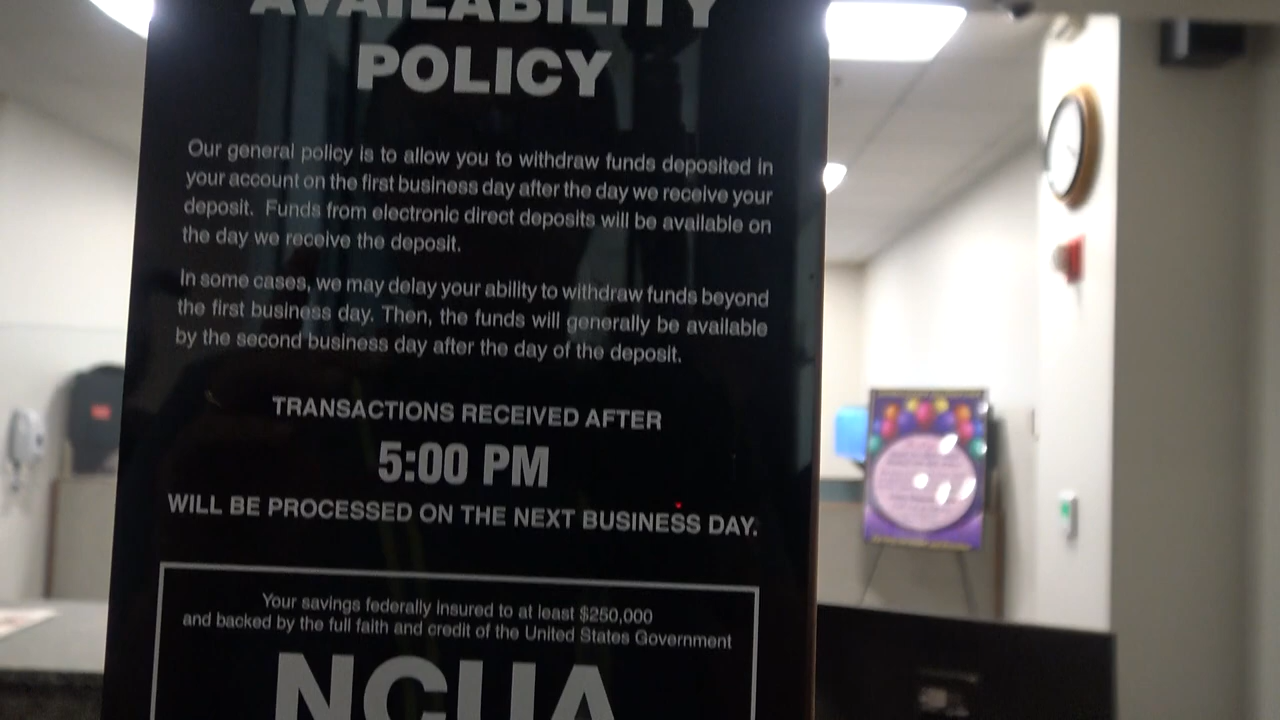 AVAILABILITY
POLICY
Our general policy is to allow you to withdraw funds deposited in
your account on the first business day after the day we receive your
deposit. Funds from electronic direct deposits will be available on
the day we receive the deposit.
In some cases, we may delay your ability to withdraw funds beyond
the first business day. Then, the funds will generally be available
by the second business day after the day of the deposit.
TRANSACTIONS RECEIVED AFTER
5:00 PM
WILL BE PROCESSED ON THE NEXT BUSINESS DAY.
Your savings federally insured to at least $250,000
and backed by the full faith and credit of the United States Government
NCUA